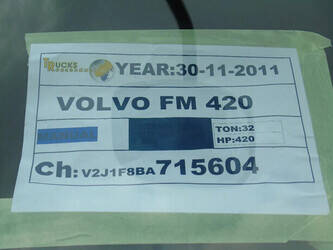 TRUCKS YEAR:30-11-2011
VOLVO FM 420
TON:32
HP:420
Ch: V2J1F8BA715604